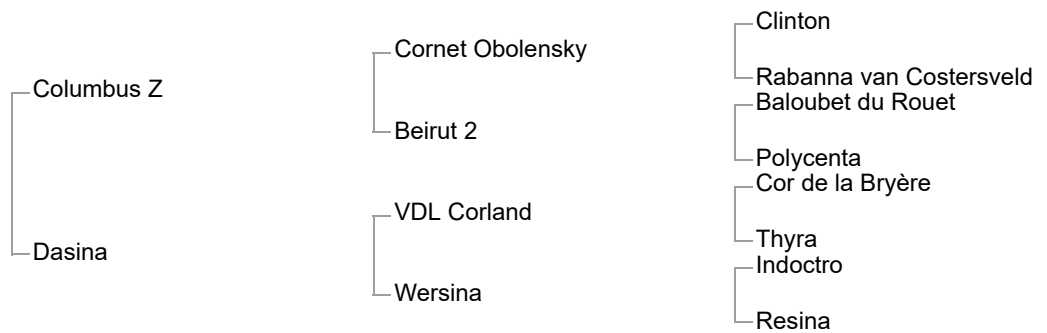 Clinton
Cornet Obolensky
Rabanna van Costersveld
Columbus Z
Baloubet du Rouet
Beirut 2
Polycenta
Cor de la Bryère
VDL Corland
Thyra
Dasina
Indoctro
Wersina
Resina